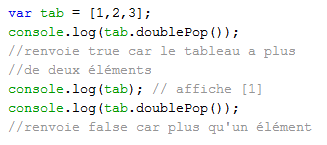 var tab = [1,2,3];
console.log(tab.doublePop());
//renvoie true car le tableau a plus
//de deux éléments
console.log(tab); // affiche [1]
console.log(tab.doublePop());
//renvoie false car plus qu'un élément